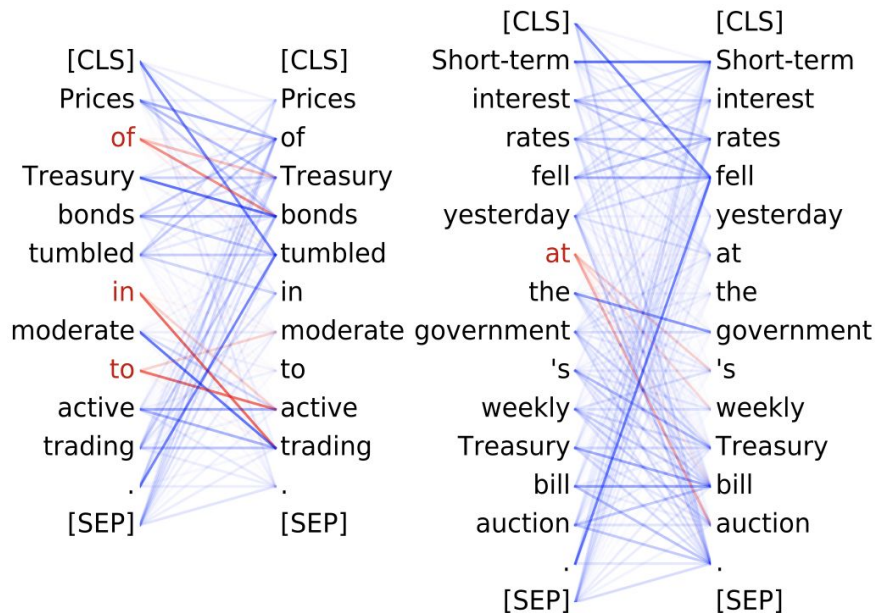 [CLS] [CLS]
Prices Prices
of of
Treasury Treasury
bonds bonds
tumbled tumbled
in in
moderate moderate
to to
active active
trading trading
. .
[SEP] [SEP]
[CLS] [CLS]
Short-term Short-term
interest interest
rates rates
fell fell
yesterday yesterday
at at
the the
government government
's 's
weekly weekly
Treasury Treasury
bill bill
auction auction
. .
[SEP] [SEP]